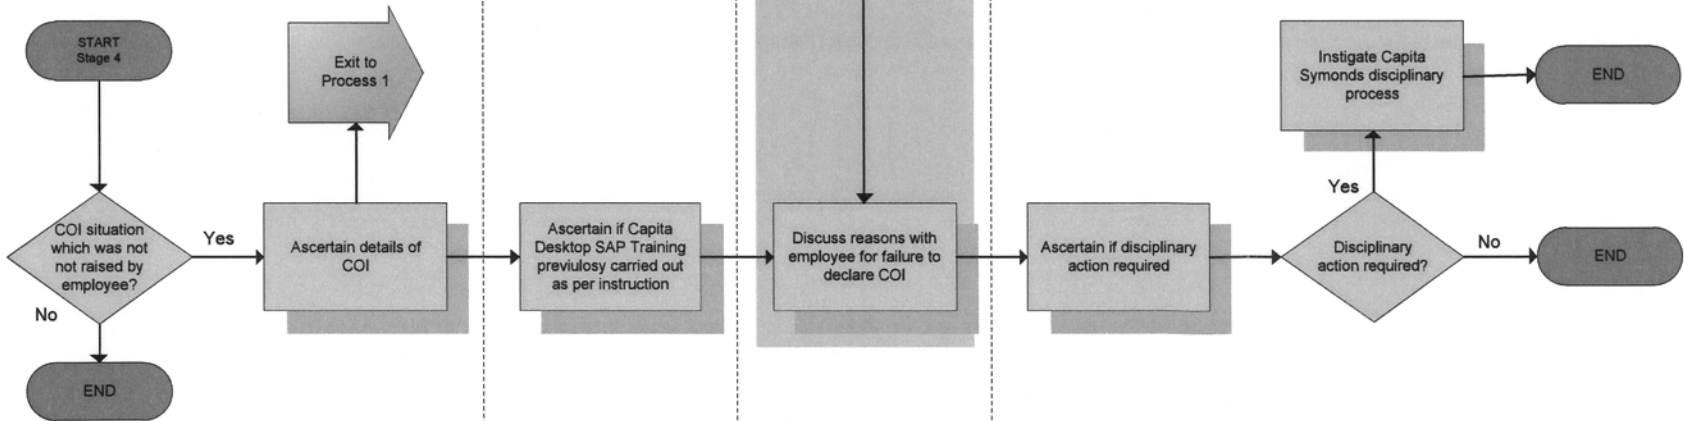 START
Stage 4
Exit to
Process 1
Instigate Capita
Symonds disciplinary
process
END
COI situation
which was not
not raised by
employee?
Yes
No
END
Ascertain details of
COI
Ascertain if Capita
Desktop SAP Training
previulosy carried out
as per instruction
Discuss reasons with
employee for failure to
declare COI
Ascertain if disciplinary
action required
Yes
Disciplinary
action required?
No
END